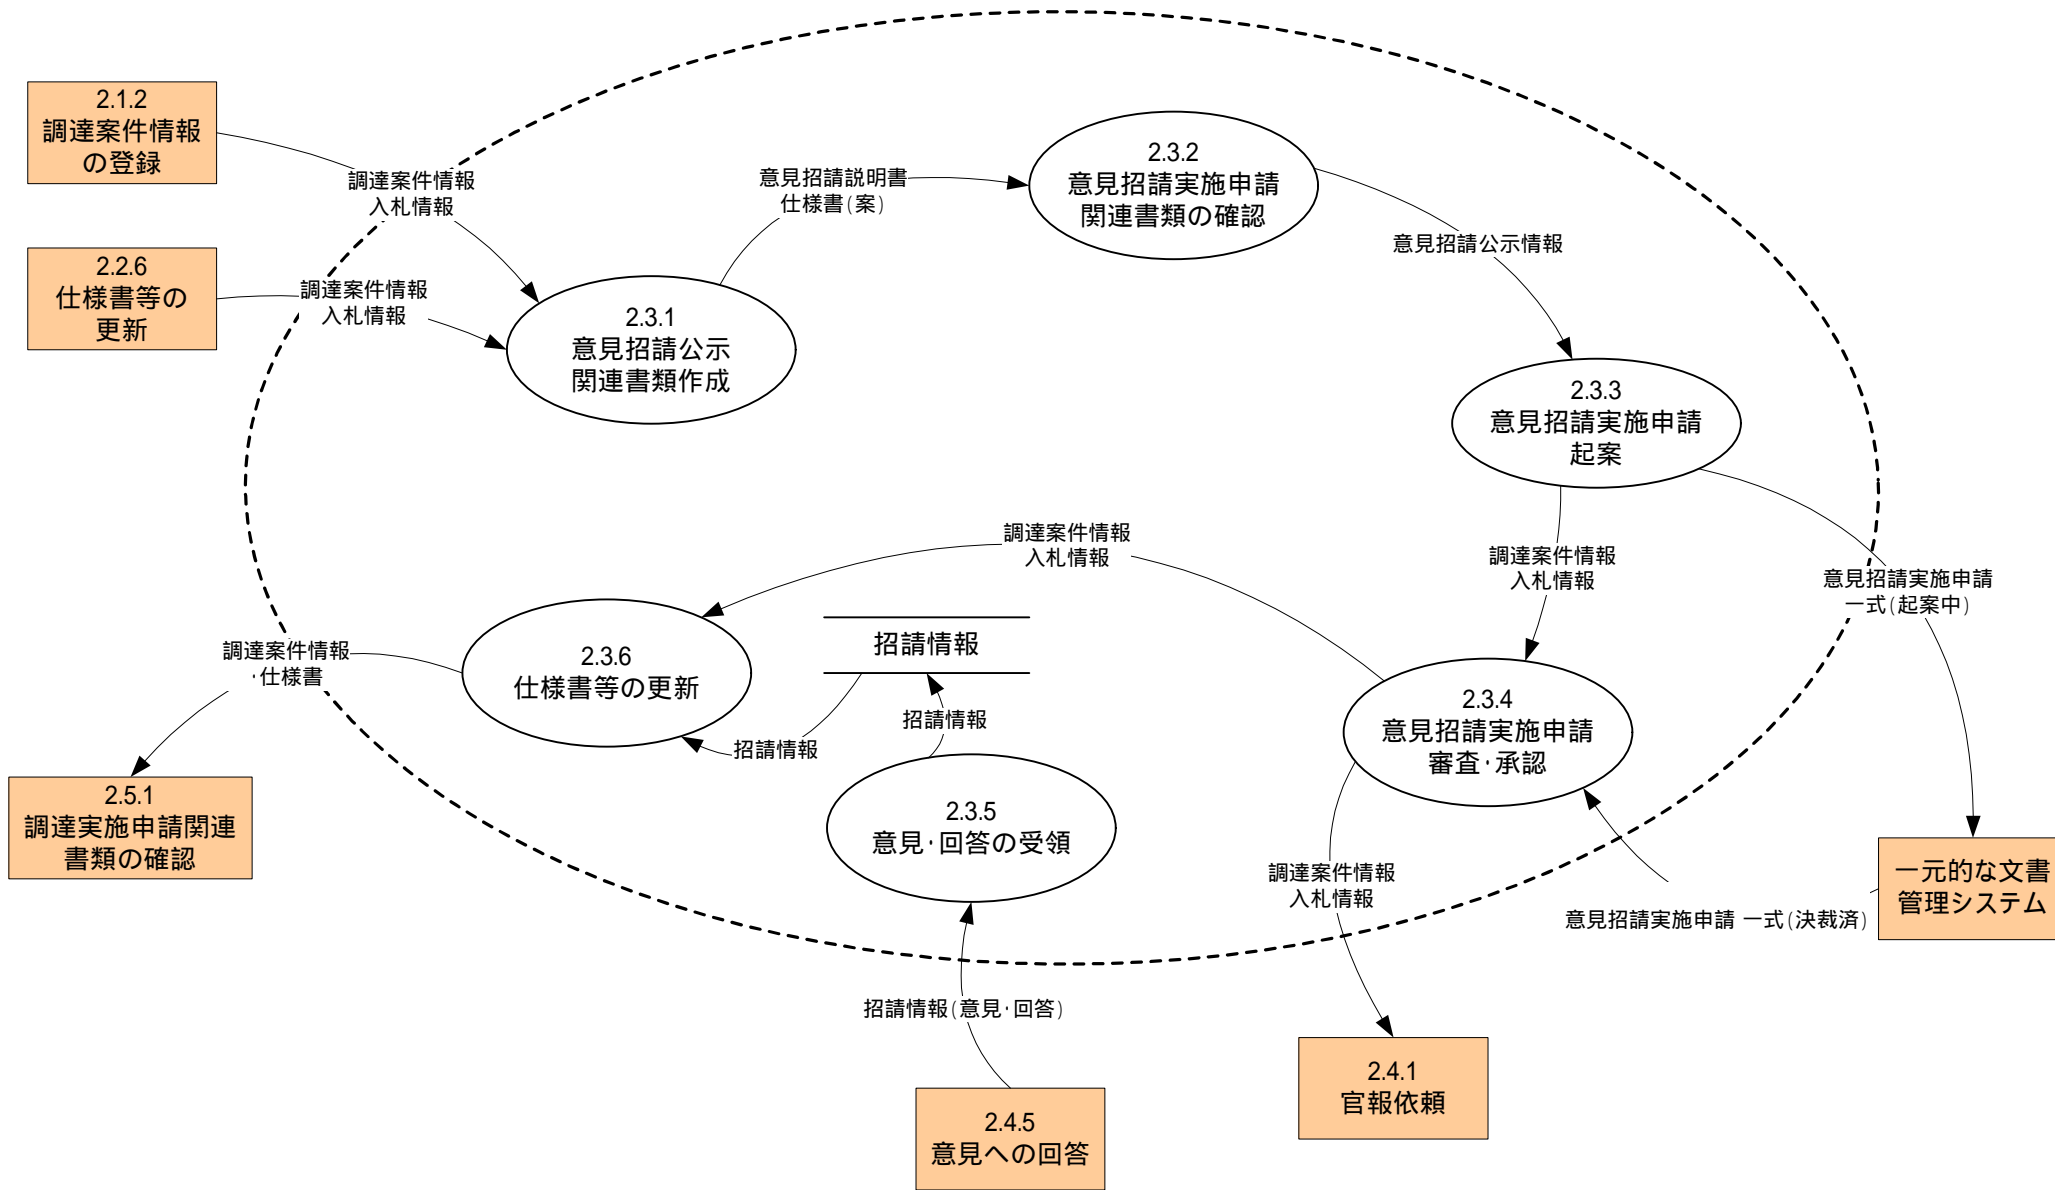 2.1.2
調達案件情報
の登録
調達案件情報
入札情報
2.2.6
仕様書等の
更新
調達案件情報
入札情報
2.3.1
意見招請公示
関連書類作成
意見招請説明書
仕様書(案)
2.3.2
意見招請実施申請
関連書類の確認
意見招請公示情報
2.3.3
意見招請実施申請
起案
調達案件情報
入札情報
意見招請実施申請
一式(起案中)
調達案件情報
入札情報
2.3.6
仕様書等の更新
招請情報
招請情報
招請情報
2.3.4
意見招請実施申請
審査･承認
調達案件情報
･仕様書
2.5.1
調達実施申請関連
書類の確認
2.3.5
意見･回答の受領
調達案件情報
入札情報
意見招請実施申請 一式(決裁済)
一元的な文書
管理システム
招請情報(意見･回答)
2.4.1
官報依頼
2.4.5
意見への回答